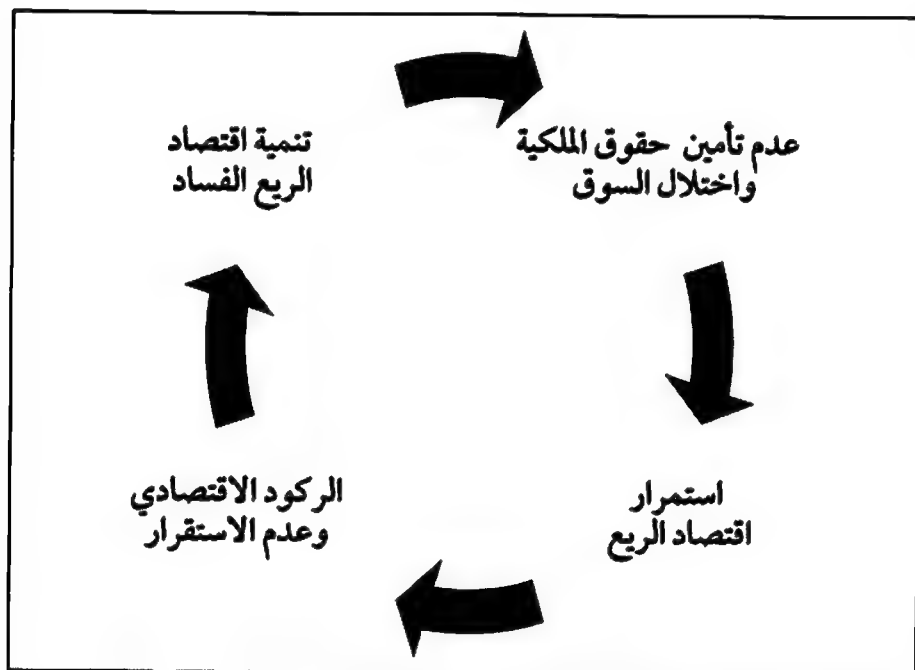 عدم تأمين حقوق الملكية
واختلال السوق
تنمية اقتصاد
الريع الفساد
استمرار
اقتصاد الريع
الركود الاقتصادي
وعدم الاستقرار